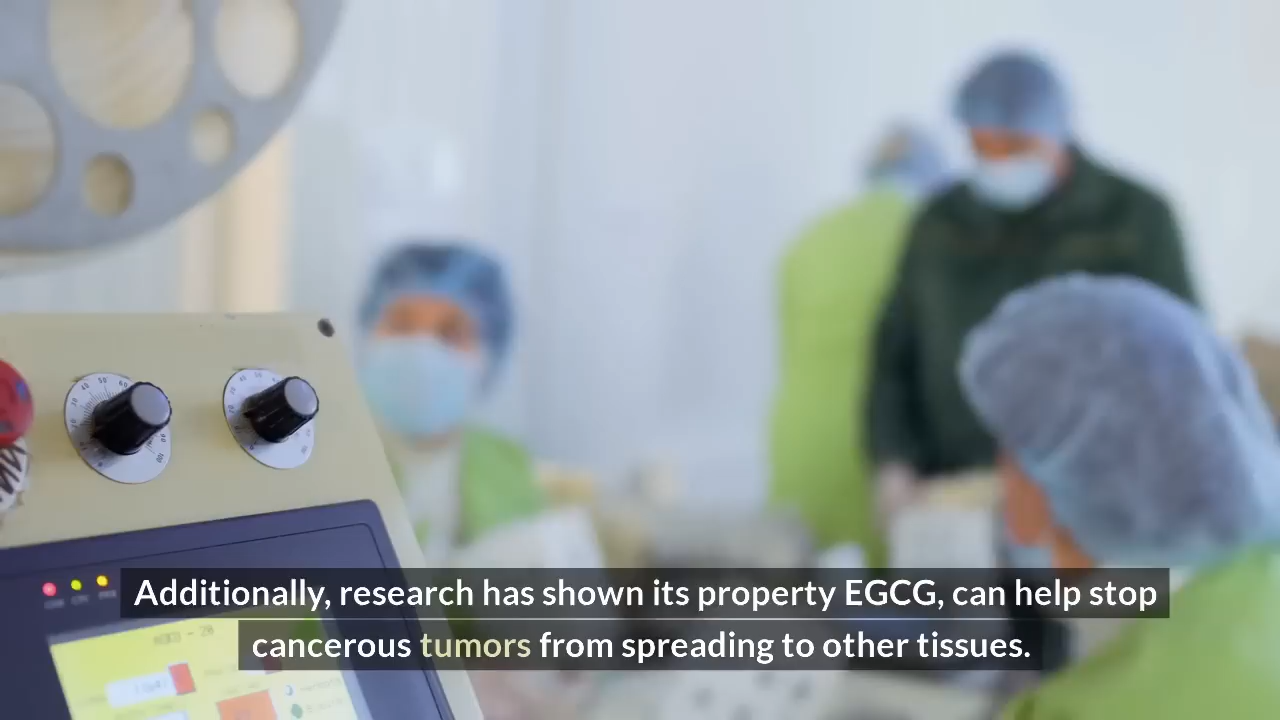 Additionally, research has shown its property EGCG, can help stop
cancerous tumors from spreading to other tissues.